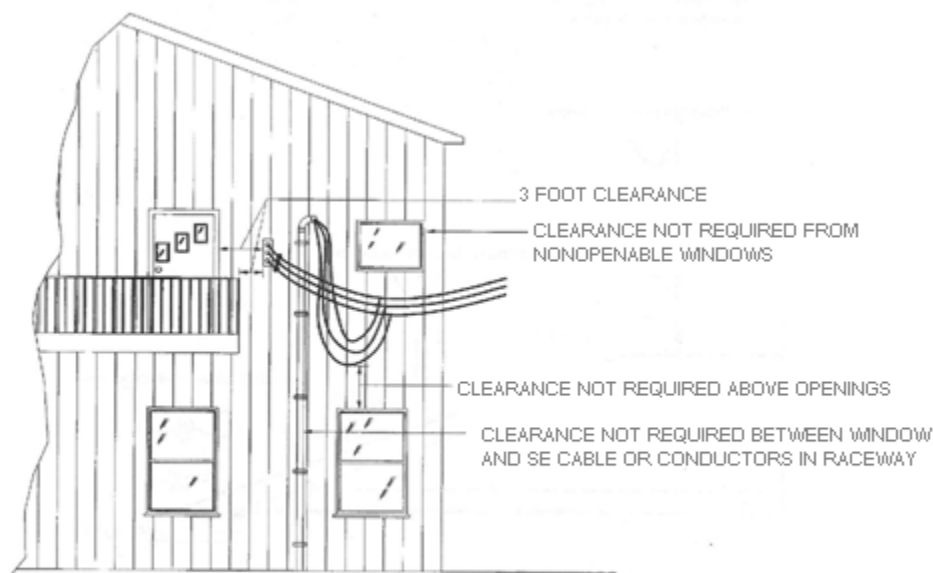 3 FOOT CLEARANCE
CLEARANCE NOT REQUIRED FROM
NONOPENABLE WINDOWS
CLEARANCE NOT REQUIRED ABOVE OPENINGS
CLEARANCE NOT REQUIRED BETWEEN WINDOW
AND SE CABLE OR CONDUCTORS IN RACEWAY